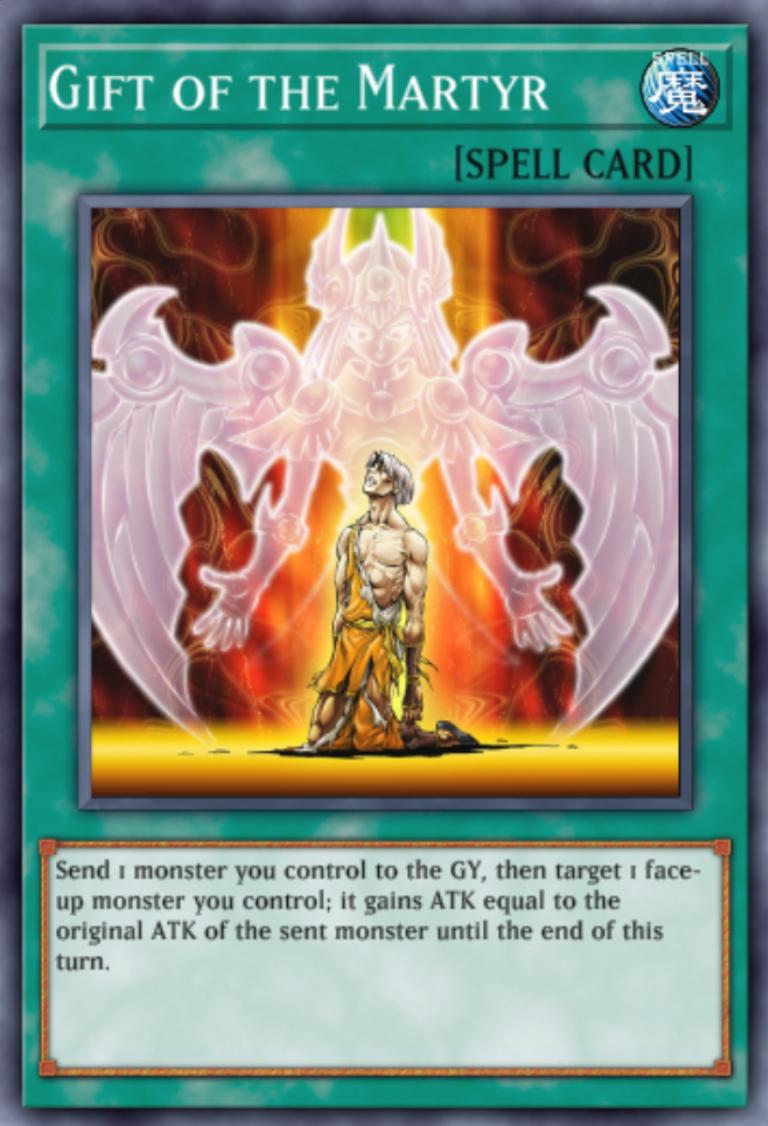 GIFT OF THE MARTYR
SPELL
魔
[SPELL CARD]
Send 1 monster you control to the GY, then target 1 face-
up monster you control; it gains ATK equal to the
original ATK of the sent monster until the end of this
turn.